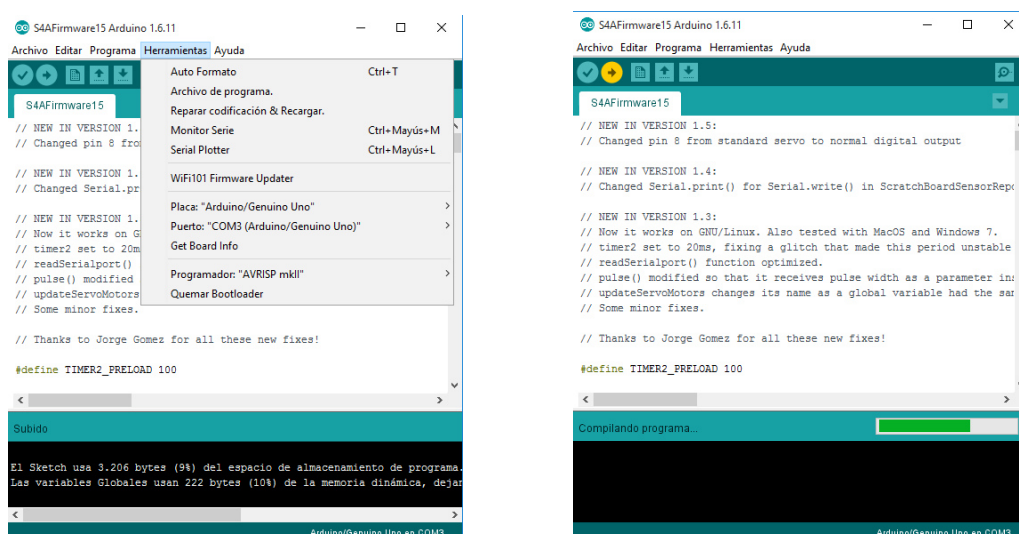 S4AFirmware15 Arduino 1.6.11
Archivo Editar Programa Herramientas Ayuda
Auto Formato Ctrl+T
Archivo de programa.
Reparar codificación & Recargar.
Monitor Serie Ctrl+Mayús+M
Serial Plotter Ctrl+Mayús+L
WiFi101 Firmware Updater
Placa: "Arduino/Genuino Uno"
Puerto: "COM3 (Arduino/Genuino Uno)"
Get Board Info
Programador: "AVRISP mkII"
Quemar Bootloader
S4AFirmware15
// NEW IN VERSION 1.
// Changed pin 8 fro
// NEW IN VERSION 1.
// Changed Serial.pr
// NEW IN VERSION 1.
// Now it works on G
// timer2 set to 20m
// readSerialport()
// pulse() modified
// updateServoMotors
// Some minor fixes.
// Thanks to Jorge Gomez for all these new fixes!
#define TIMER2_PRELOAD 100
Subido
El Sketch usa 3.206 bytes (9%) del espacio de almacenamiento de programa.
Las variables Globales usan 222 bytes (10%) de la memoria dinámica, dejar
Arduino/Genuino Uno en COM3
S4AFirmware15 Arduino 1.6.11
Archivo Editar Programa Herramientas Ayuda
S4AFirmware15
// NEW IN VERSION 1.5:
// Changed pin 8 from standard servo to normal digital output
// NEW IN VERSION 1.4:
// Changed Serial.print() for Serial.write() in ScratchBoardSensorRepo
// NEW IN VERSION 1.3:
// Now it works on GNU/Linux. Also tested with MacOS and Windows 7.
// timer2 set to 20ms, fixing a glitch that made this period unstable
// readSerialport() function optimized.
// pulse() modified so that it receives pulse width as a parameter in
// updateServoMotors changes its name as a global variable had the sa
// Some minor fixes.
// Thanks to Jorge Gomez for all these new fixes!
#define TIMER2_PRELOAD 100
Compilando programa...
Arduino/Genuino Uno en COM3